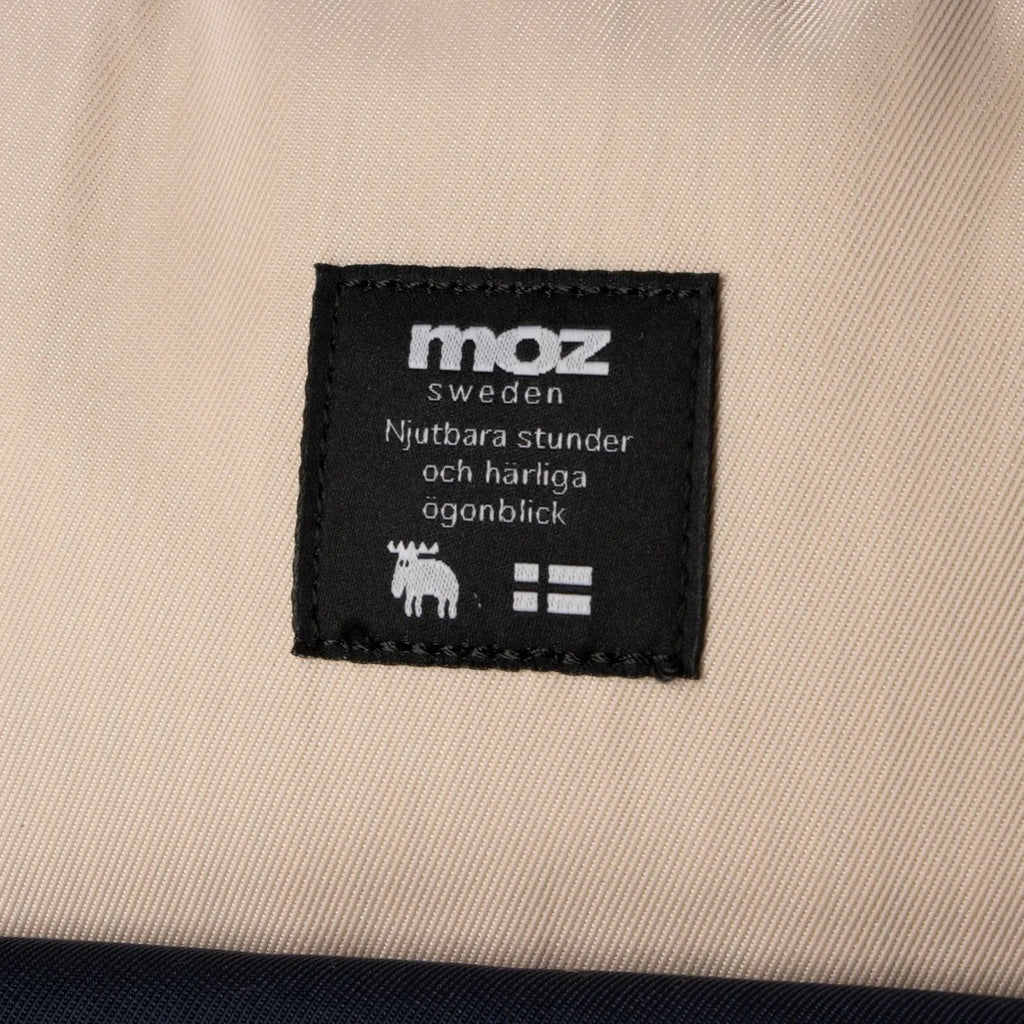 moz
sweden
Njutbara stunder
och härliga
ögonblick